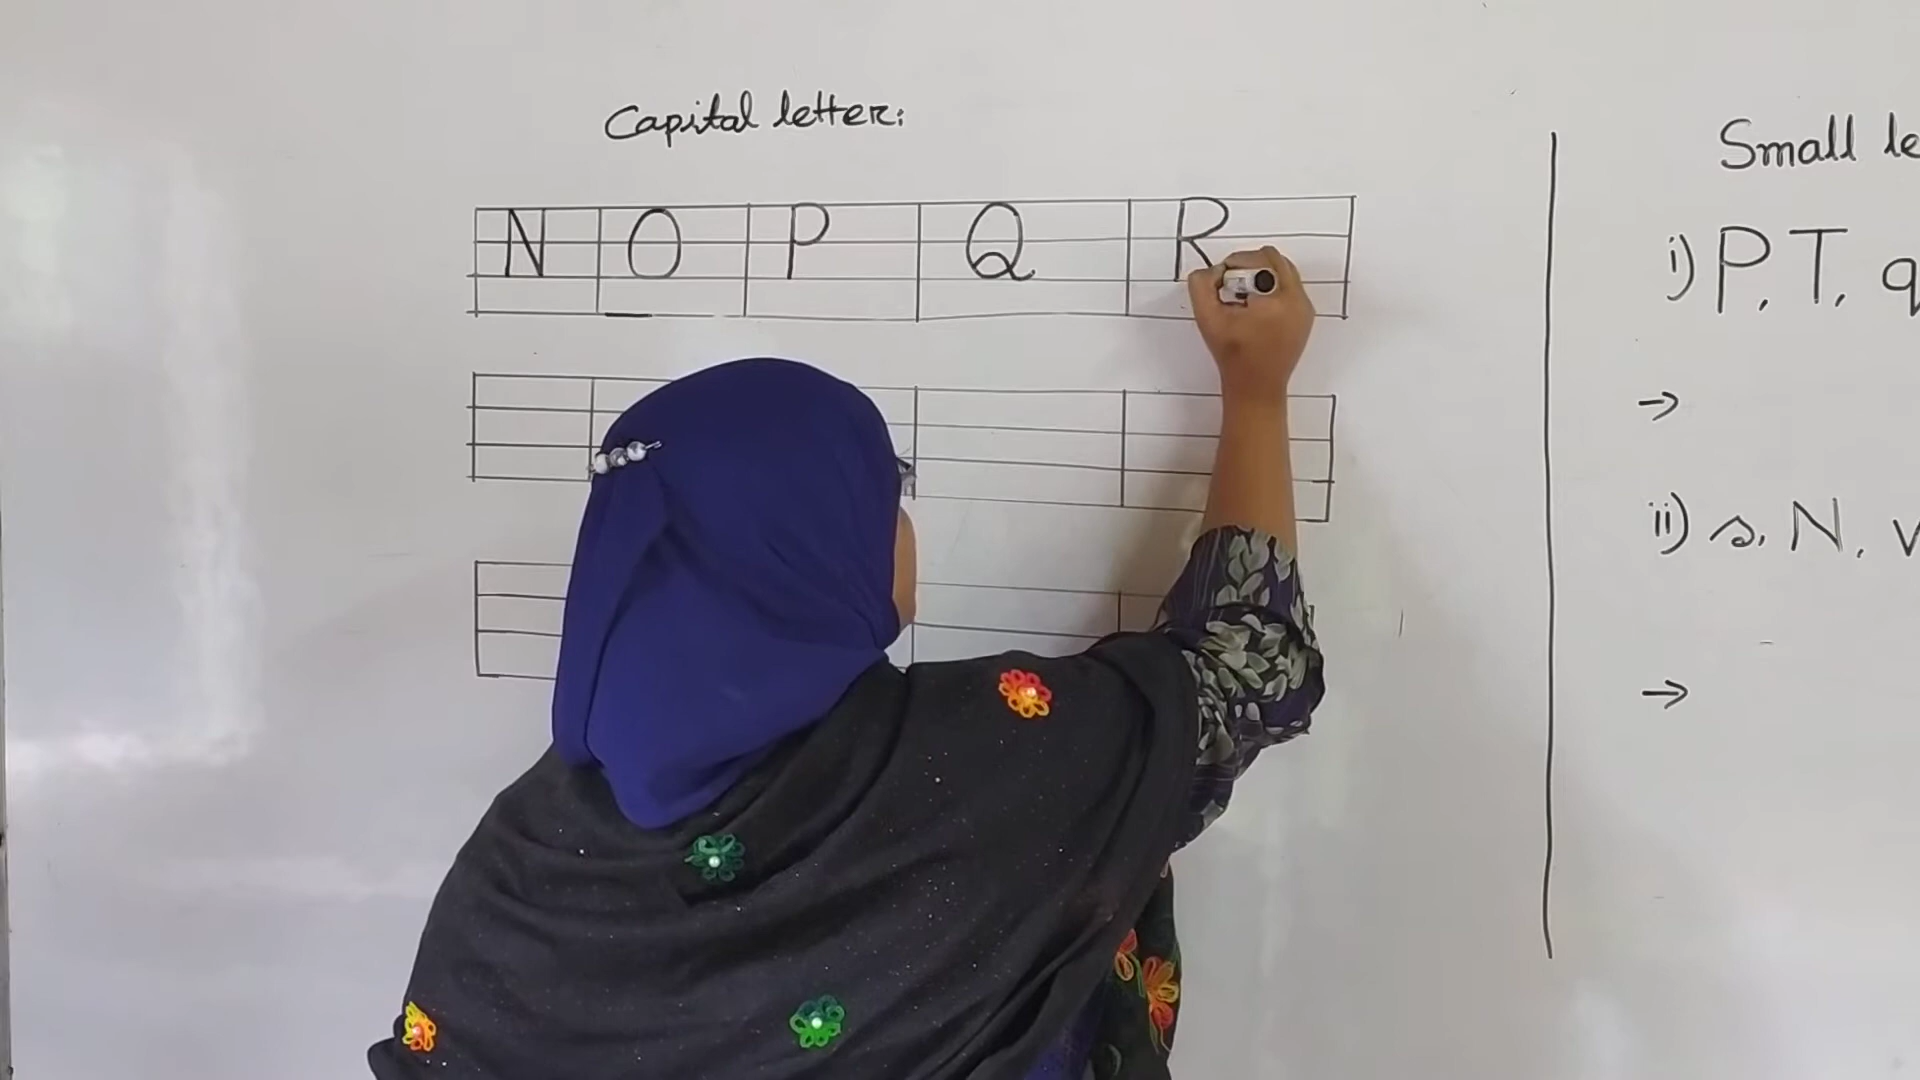 Capital letter:
N O P Q R
Small le
i) P, T, q
→
ii) s, N, v
→